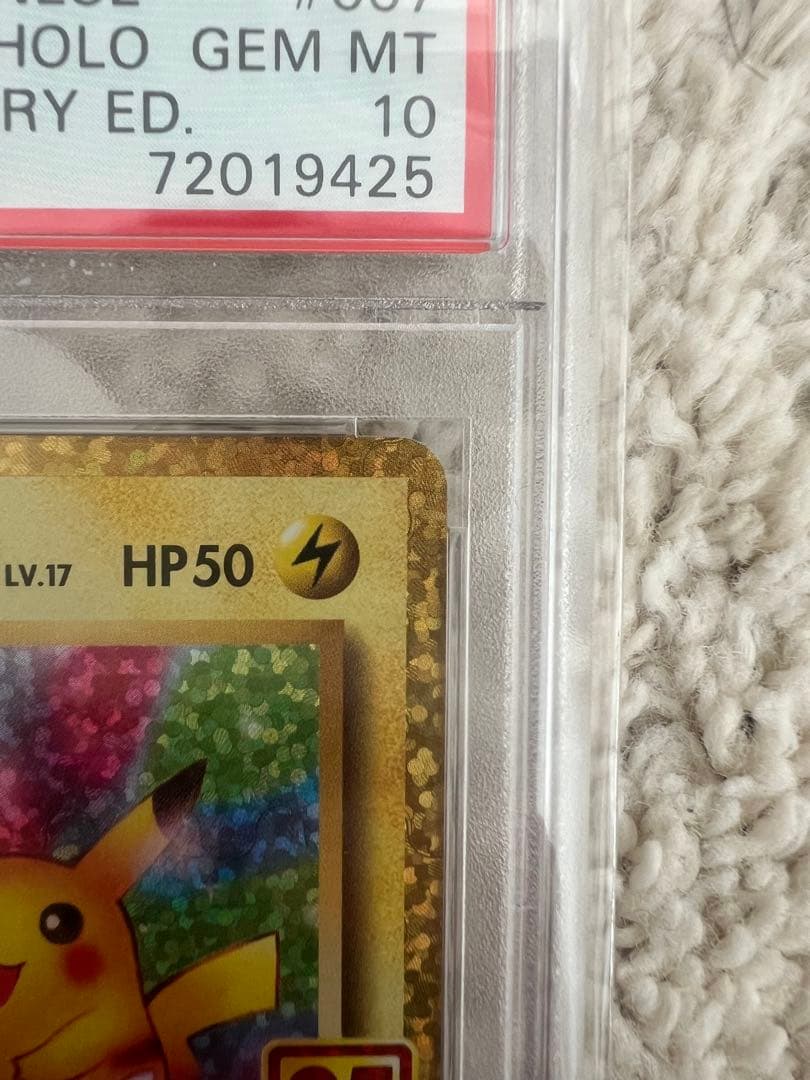 HOLO GEM MT
RY ED. 10
72019425
LV.17 HP50